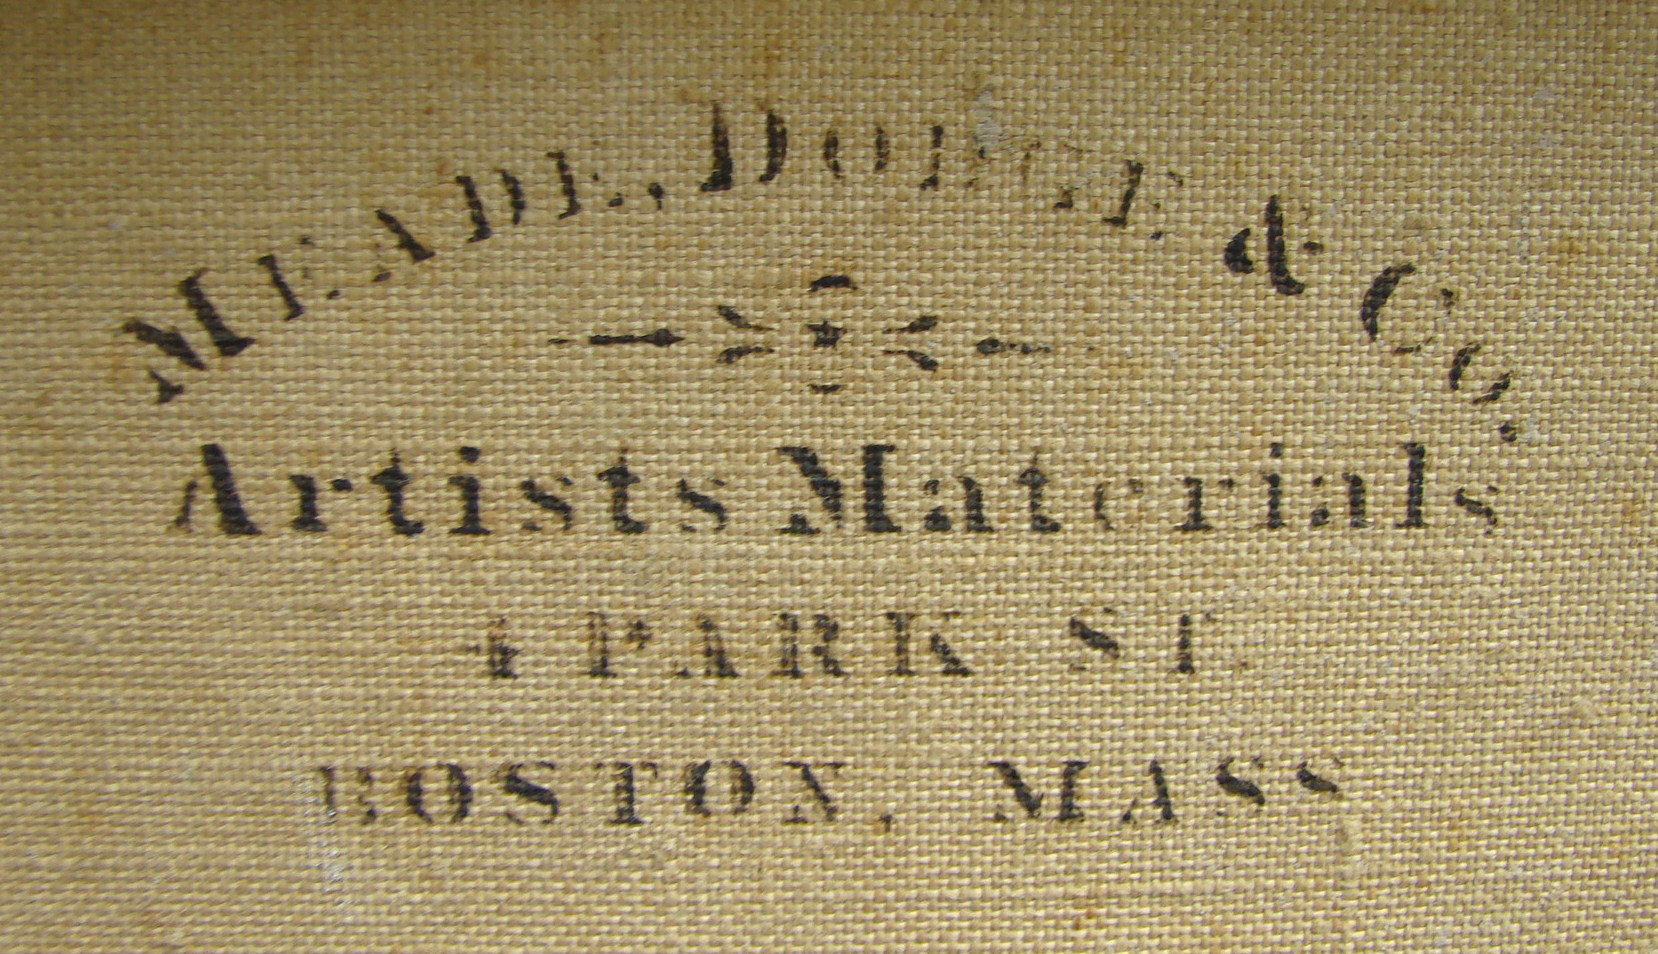 MEADE, DODGE & Co.
Artists Materials
4 PARK ST.
BOSTON, MASS